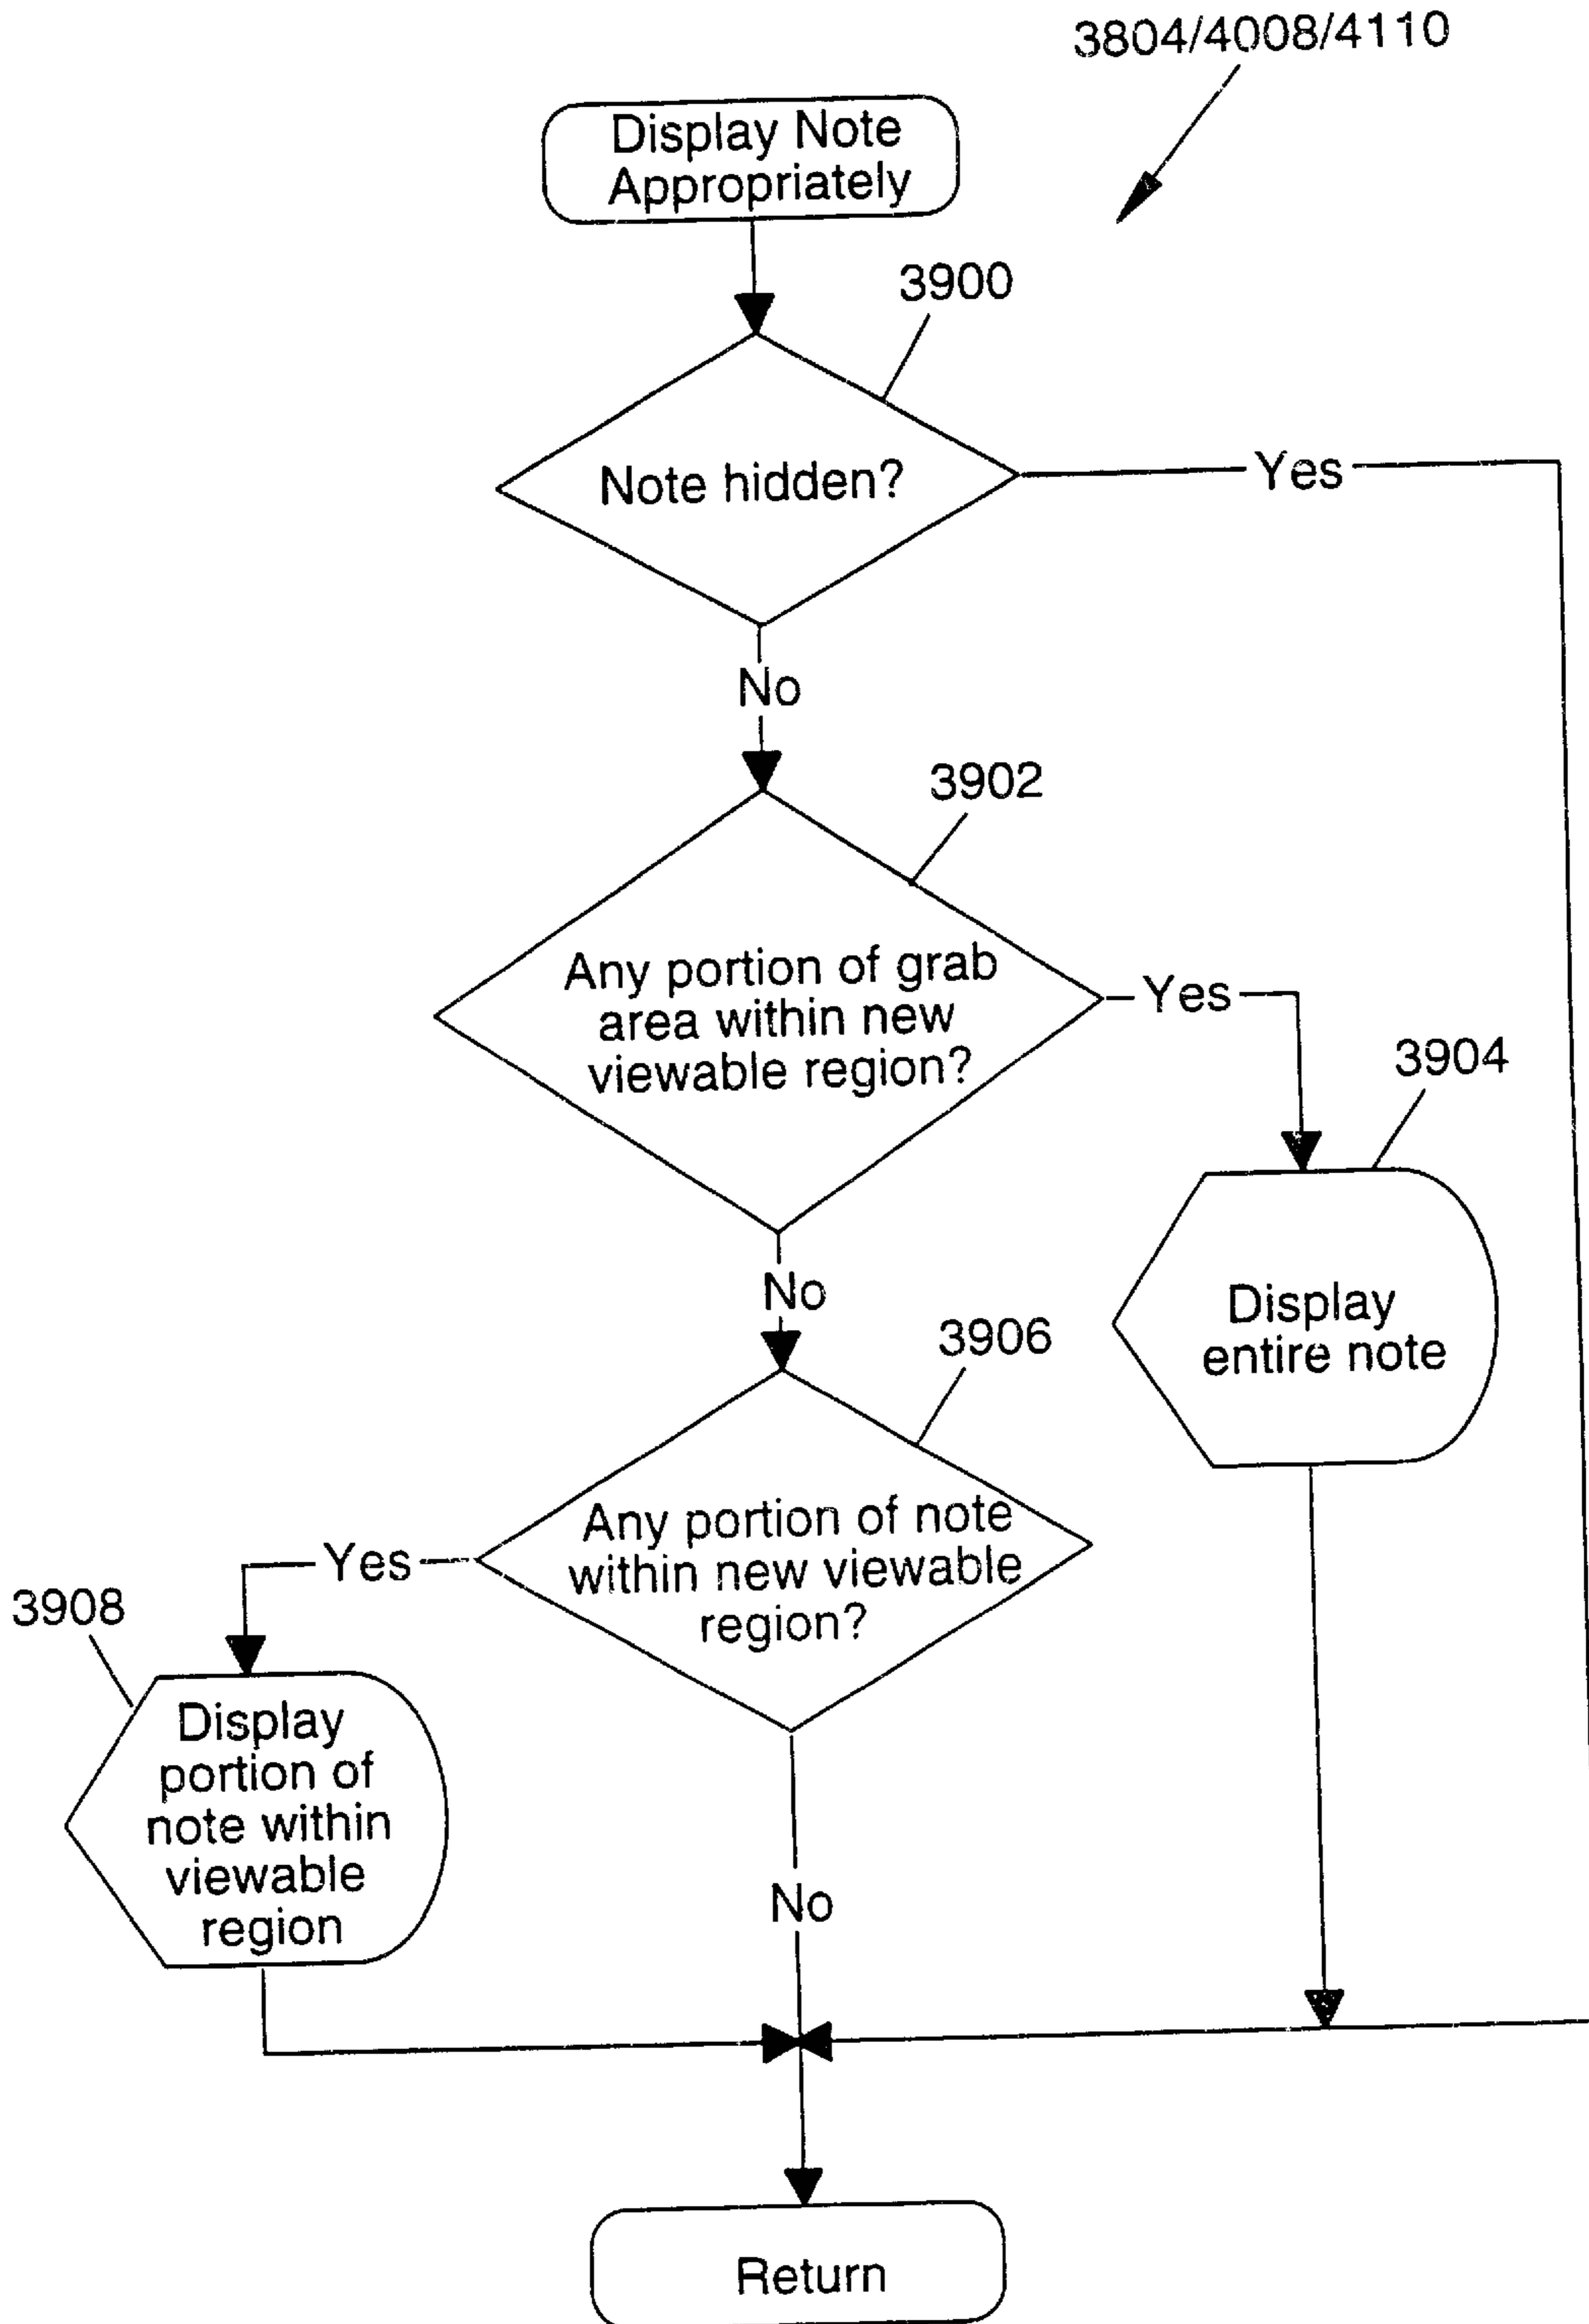 3804/4008/4110
Display Note
Appropriately
3900
Note hidden?
Yes
No
3902
Any portion of grab
area within new
viewable region?
Yes
3904
Display
entire note
No
3906
Any portion of note
within new viewable
region?
Yes
3908
Display
portion of
note within
viewable
region
No
Return